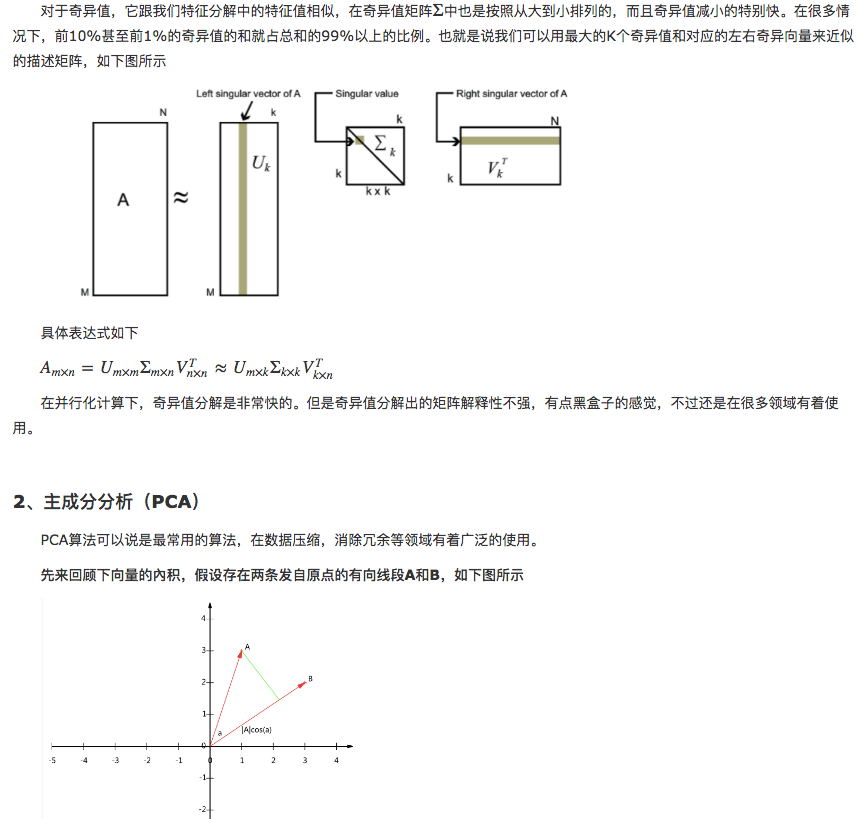 对于奇异值，它跟我们特征分解中的特征值相似，在奇异值矩阵Σ中也是按照从大到小排列的，而且奇异值减小的特别快。在很多情
况下，前10%甚至前1%的奇异值的和就占总和的99%以上的比例。也就是说我们可以用最大的K个奇异值和对应的左右奇异向量来近似
的描述矩阵，如下图所示
Left singular vector of A
Singular value
Right singular vector of A
N
k
k
N
A
≈
U_k
Σ_k
V_k^T
k
k
k x k
M
M
具体表达式如下
A_{m×n} = U_{m×m}Σ_{m×n}V^T_{n×n} ≈ U_{m×k}Σ_{k×k}V^T_{k×n}
在并行化计算下，奇异值分解是非常快的。但是奇异值分解出的矩阵解释性不强，有点黑盒子的感觉，不过还是在很多领域有着使
用。
2、主成分分析（PCA）
PCA算法可以说是最常用的算法，在数据压缩，消除冗余等领域有着广泛的使用。
先来回顾下向量的内积，假设存在两条发自原点的有向线段A和B，如下图所示
4
3
A
2
B
1
a
|A|cos(a)
0
-5 -4 -3 -2 -1 0 1 2 3 4
-1
-2